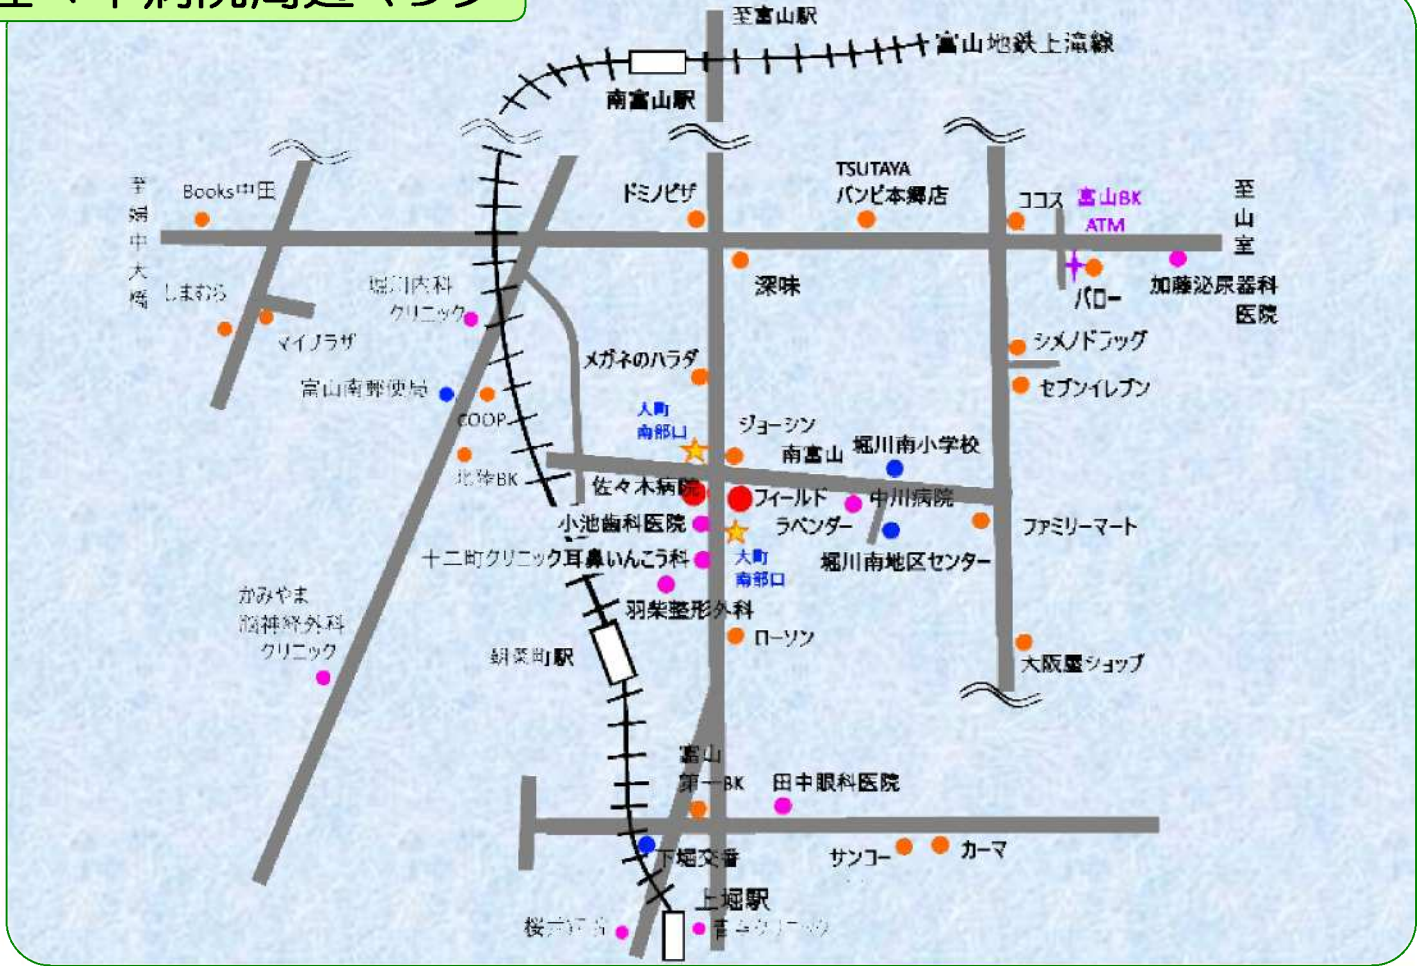 至富山駅
富山地鉄上滝線
南富山駅
至
堀
中
大
橋
Books中田
ドミノピザ
TSUTAYA
バンビ本郷店
ココス
富山BK
ATM
至
山
室
しまむら
マイプラザ
堀川内科
クリニック
深味
バロー
加藤泌尿器科
医院
シメノドラッグ
メガネのハラダ
セブンイレブン
富山南郵便局
COOP
大町
南部口
ジョーシン
南富山
堀川南小学校
北陸BK
佐々木病院
フィールド
ラベンダー
中川病院
小池歯科医院
ファミリーマート
十二町クリニック耳鼻いんこう科
大町
南部口
堀川南地区センター
かみやま
脳神経外科
クリニック
羽柴整形外科
ローソン
朝菜町駅
大阪屋ショップ
富山
第一BK
田中眼科医院
下堀交番
サンコー
カーマ
上堀駅